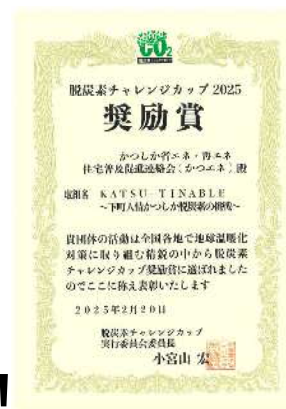 CO2
脱炭素チャレンジカップ 2025
奨励賞
かつしか省エネ・再エネ
住宅普及促進連絡会(かつエネ)殿
取組名 KATSU-TINABLE
～下町人情かつしか脱炭素の挑戦～
貴団体の活動は全国各地で地球温暖化
対策に取り組む精鋭の中から脱炭素
チャレンジカップ奨励賞に選ばれました
のでここに称え表彰いたします
2025年2月20日
脱炭素チャレンジカップ
実行委員会委員長
小宮山 宏